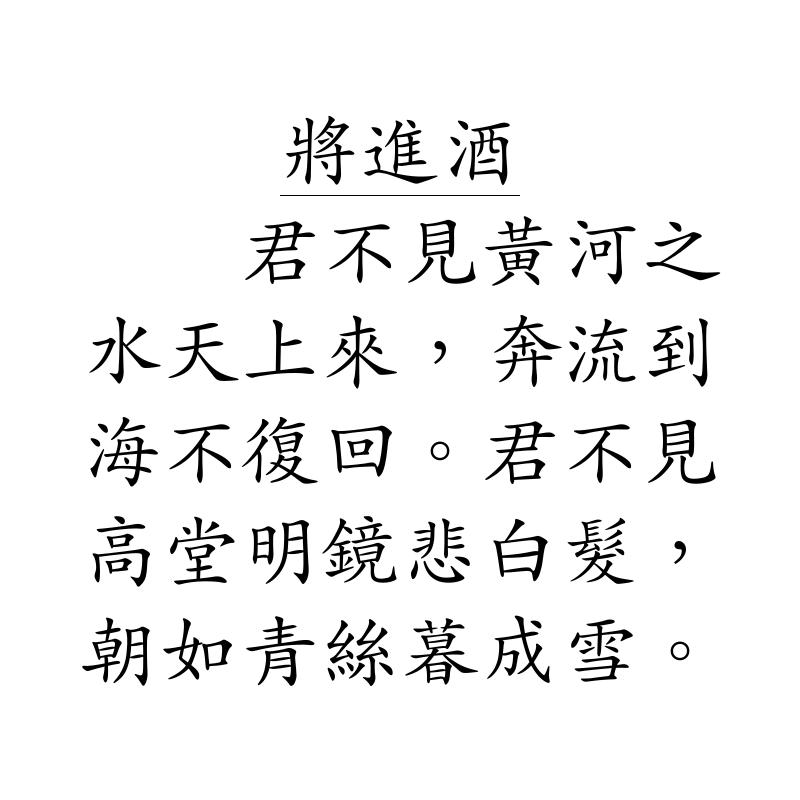 將進酒
君不見黃河之
水天上來，奔流到
海不復回。君不見
高堂明鏡悲白髮，
朝如青絲暮成雪。